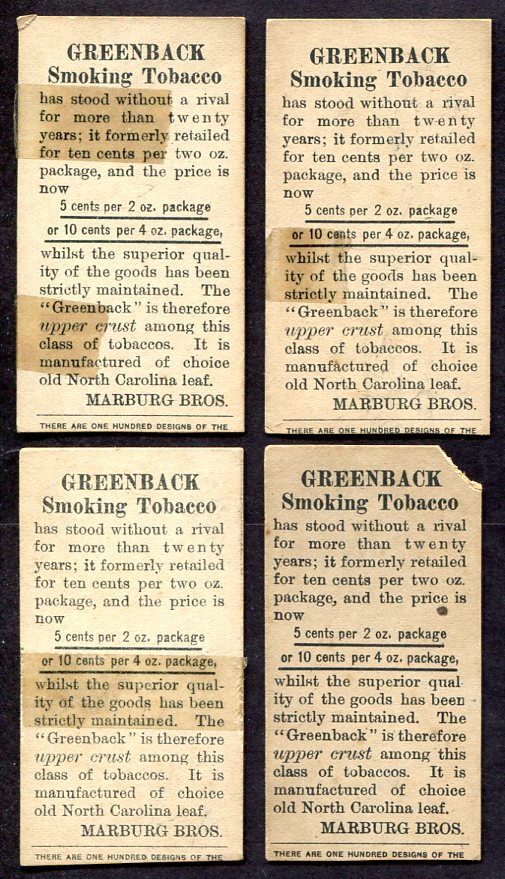 GREENBACK
Smoking Tobacco
has stood without a rival
for more than twenty
years; it formerly retailed
for ten cents per two oz.
package, and the price is
now
5 cents per 2 oz. package
or 10 cents per 4 oz. package,
whilst the superior qual-
ity of the goods has been
strictly maintained. The
"Greenback" is therefore
upper crust among this
class of tobaccos. It is
manufactured of choice
old North Carolina leaf.
MARBURG BROS.
THERE ARE ONE HUNDRED DESIGNS OF THE
GREENBACK
Smoking Tobacco
has stood without a rival
for more than twenty
years; it formerly retailed
for ten cents per two oz.
package, and the price is
now
5 cents per 2 oz. package
or 10 cents per 4 oz. package,
whilst the superior qual-
ity of the goods has been
strictly maintained. The
"Greenback" is therefore
upper crust among this
class of tobaccos. It is
manufactured of choice
old North Carolina leaf.
MARBURG BROS.
THERE ARE ONE HUNDRED DESIGNS OF THE
GREENBACK
Smoking Tobacco
has stood without a rival
for more than twenty
years; it formerly retailed
for ten cents per two oz.
package, and the price is
now
5 cents per 2 oz. package
or 10 cents per 4 oz. package,
whilst the superior qual-
ity of the goods has been
strictly maintained. The
"Greenback" is therefore
upper crust among this
class of tobaccos. It is
manufactured of choice
old North Carolina leaf.
MARBURG BROS.
THERE ARE ONE HUNDRED DESIGNS OF THE
GREENBACK
Smoking Tobacco
has stood without a rival
for more than twenty
years; it formerly retailed
for ten cents per two oz.
package, and the price is
now
5 cents per 2 oz. package
or 10 cents per 4 oz. package,
whilst the superior qual-
ity of the goods has been
strictly maintained. The
"Greenback" is therefore
upper crust among this
class of tobaccos. It is
manufactured of choice
old North Carolina leaf.
MARBURG BROS.
THERE ARE ONE HUNDRED DESIGNS OF THE